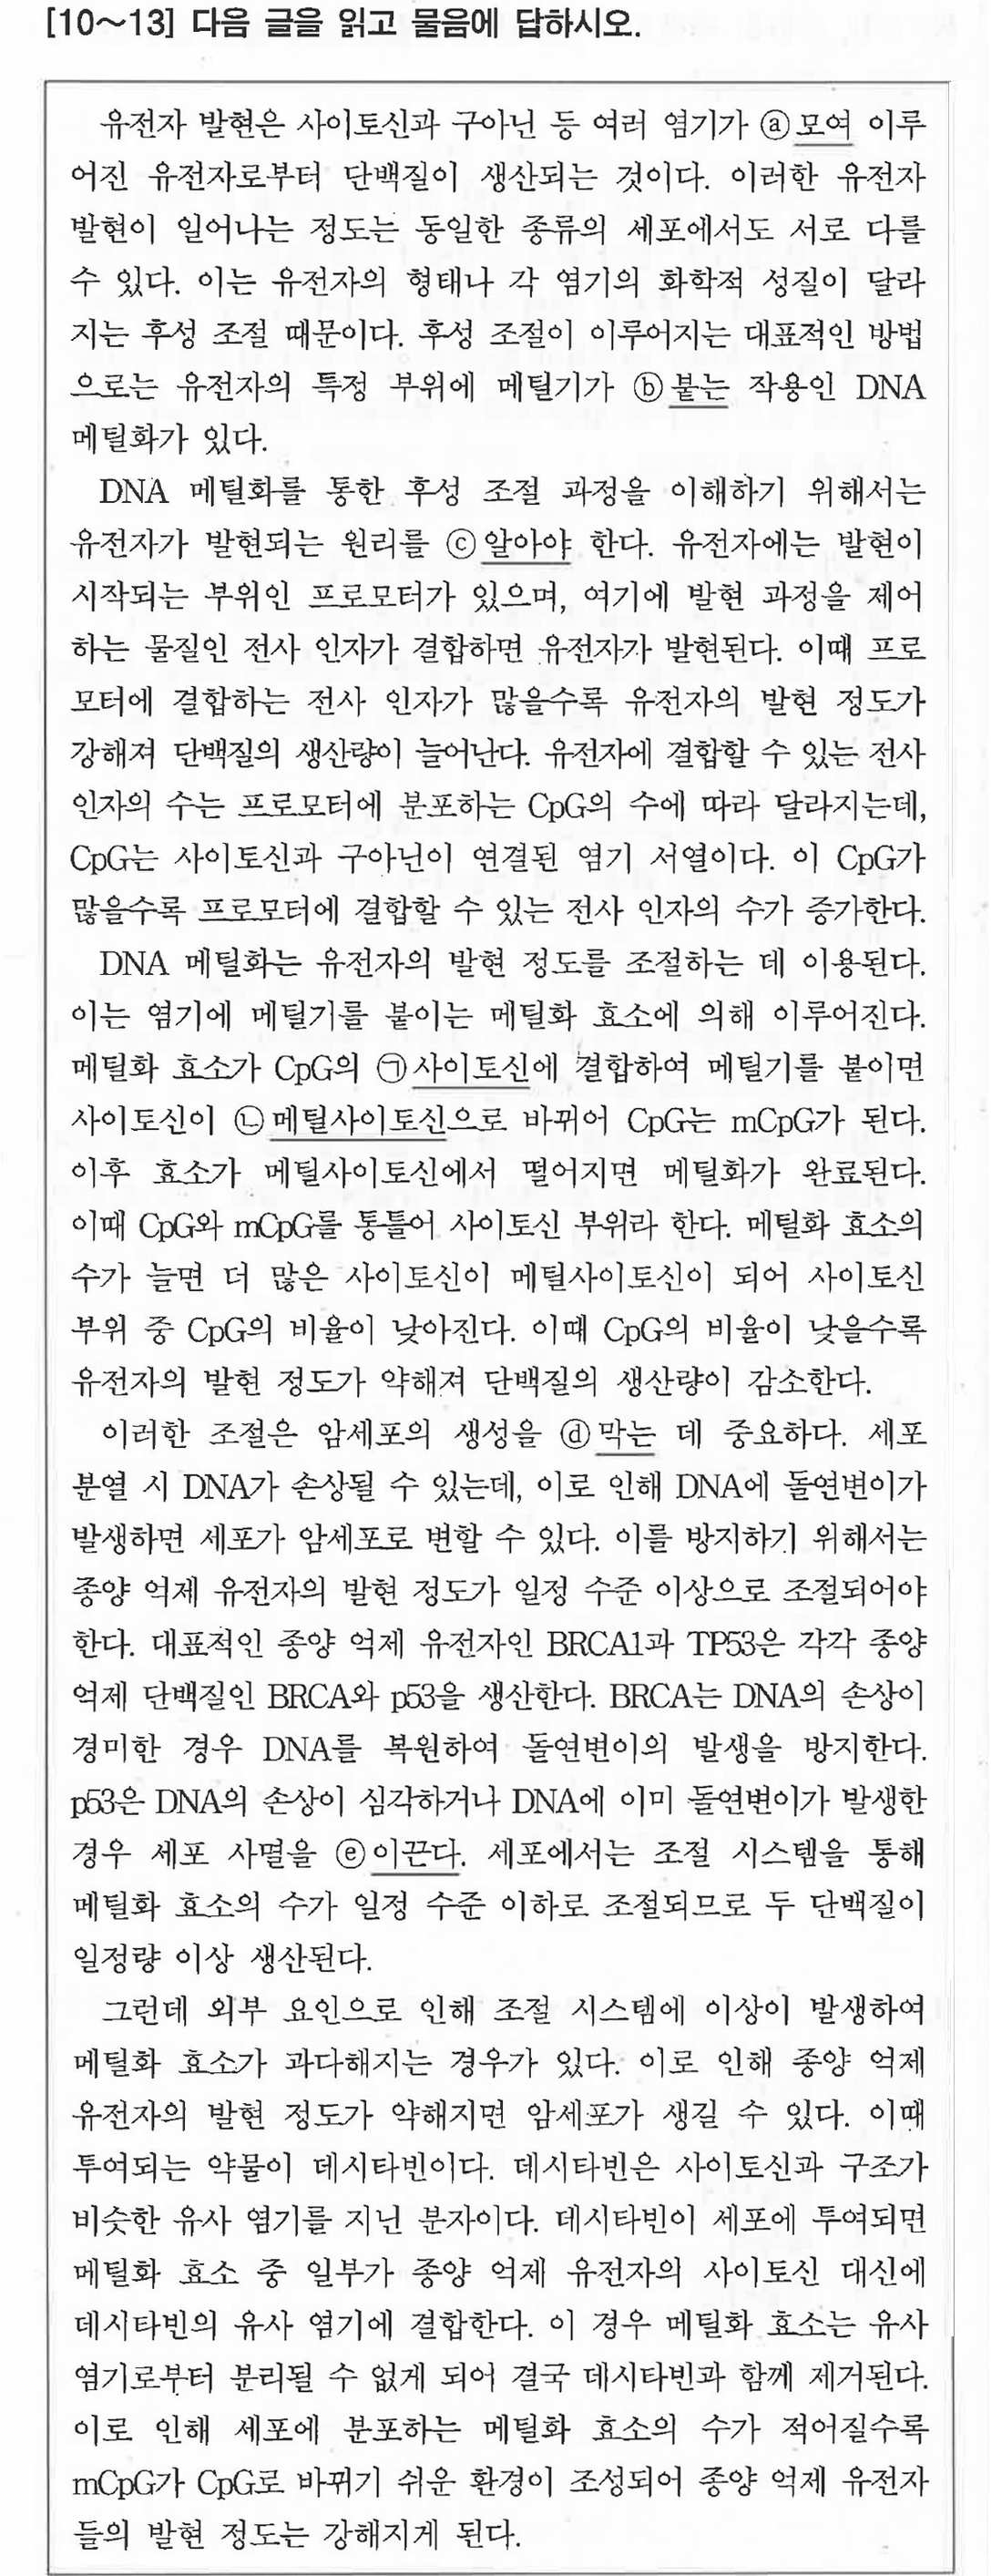 [10～13] 다음 글을 읽고 물음에 답하시오.
유전자 발현은 사이토신과 구아닌 등 여러 염기가 ⓐ모여 이루
어진 유전자로부터 단백질이 생산되는 것이다. 이러한 유전자
발현이 일어나는 정도는 동일한 종류의 세포에서도 서로 다를
수 있다. 이는 유전자의 형태나 각 염기의 화학적 성질이 달라
지는 후성 조절 때문이다. 후성 조절이 이루어지는 대표적인 방법
으로는 유전자의 특정 부위에 메틸기가 ⓑ붙는 작용인 DNA
메틸화가 있다.
DNA 메틸화를 통한 후성 조절 과정을 이해하기 위해서는
유전자가 발현되는 원리를 ⓒ알아야 한다. 유전자에는 발현이
시작되는 부위인 프로모터가 있으며, 여기에 발현 과정을 제어
하는 물질인 전사 인자가 결합하면 유전자가 발현된다. 이때 프로
모터에 결합하는 전사 인자가 많을수록 유전자의 발현 정도가
강해져 단백질의 생산량이 늘어난다. 유전자에 결합할 수 있는 전사
인자의 수는 프로모터에 분포하는 CpG의 수에 따라 달라지는데,
CpG는 사이토신과 구아닌이 연결된 염기 서열이다. 이 CpG가
많을수록 프로모터에 결합할 수 있는 전사 인자의 수가 증가한다.
DNA 메틸화는 유전자의 발현 정도를 조절하는 데 이용된다.
이는 염기에 메틸기를 붙이는 메틸화 효소에 의해 이루어진다.
메틸화 효소가 CpG의 ㉠사이토신에 결합하여 메틸기를 붙이면
사이토신이 ㉡메틸사이토신으로 바뀌어 CpG는 mCpG가 된다.
이후 효소가 메틸사이토신에서 떨어지면 메틸화가 완료된다.
이때 CpG와 mCpG를 통틀어 사이토신 부위라 한다. 메틸화 효소의
수가 늘면 더 많은 사이토신이 메틸사이토신이 되어 사이토신
부위 중 CpG의 비율이 낮아진다. 이때 CpG의 비율이 낮을수록
유전자의 발현 정도가 약해져 단백질의 생산량이 감소한다.
이러한 조절은 암세포의 생성을 ⓓ막는 데 중요하다. 세포
분열 시 DNA가 손상될 수 있는데, 이로 인해 DNA에 돌연변이가
발생하면 세포가 암세포로 변할 수 있다. 이를 방지하기 위해서는
종양 억제 유전자의 발현 정도가 일정 수준 이상으로 조절되어야
한다. 대표적인 종양 억제 유전자인 BRCA1과 TP53은 각각 종양
억제 단백질인 BRCA와 p53을 생산한다. BRCA는 DNA의 손상이
경미한 경우 DNA를 복원하여 돌연변이의 발생을 방지한다.
p53은 DNA의 손상이 심각하거나 DNA에 이미 돌연변이가 발생한
경우 세포 사멸을 ⓔ이끈다. 세포에서는 조절 시스템을 통해
메틸화 효소의 수가 일정 수준 이하로 조절되므로 두 단백질이
일정량 이상 생산된다.
그런데 외부 요인으로 인해 조절 시스템에 이상이 발생하여
메틸화 효소가 과다해지는 경우가 있다. 이로 인해 종양 억제
유전자의 발현 정도가 약해지면 암세포가 생길 수 있다. 이때
투여되는 약물이 데시타빈이다. 데시타빈은 사이토신과 구조가
비슷한 유사 염기를 지닌 분자이다. 데시타빈이 세포에 투여되면
메틸화 효소 중 일부가 종양 억제 유전자의 사이토신 대신에
데시타빈의 유사 염기에 결합한다. 이 경우 메틸화 효소는 유사
염기로부터 분리될 수 없게 되어 결국 데시타빈과 함께 제거된다.
이로 인해 세포에 분포하는 메틸화 효소의 수가 적어질수록
mCpG가 CpG로 바뀌기 쉬운 환경이 조성되어 종양 억제 유전자
들의 발현 정도는 강해지게 된다.